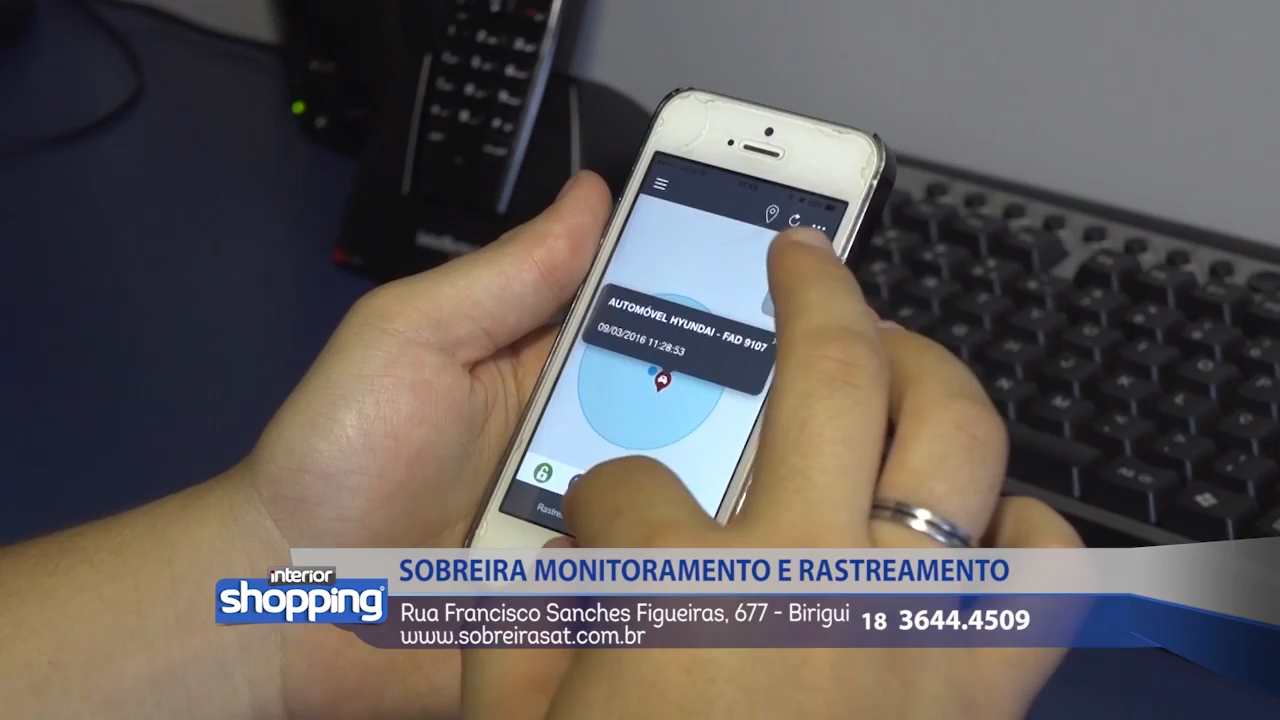 AUTOMÓVEL HYUNDAI - FAD 9107
09/03/2016 11:28:53
interior
shopping
SOBREIRA MONITORAMENTO E RASTREAMENTO
Rua Francisco Sanches Figueiras, 677 - Birigui
18 3644.4509
www.sobreirasat.com.br